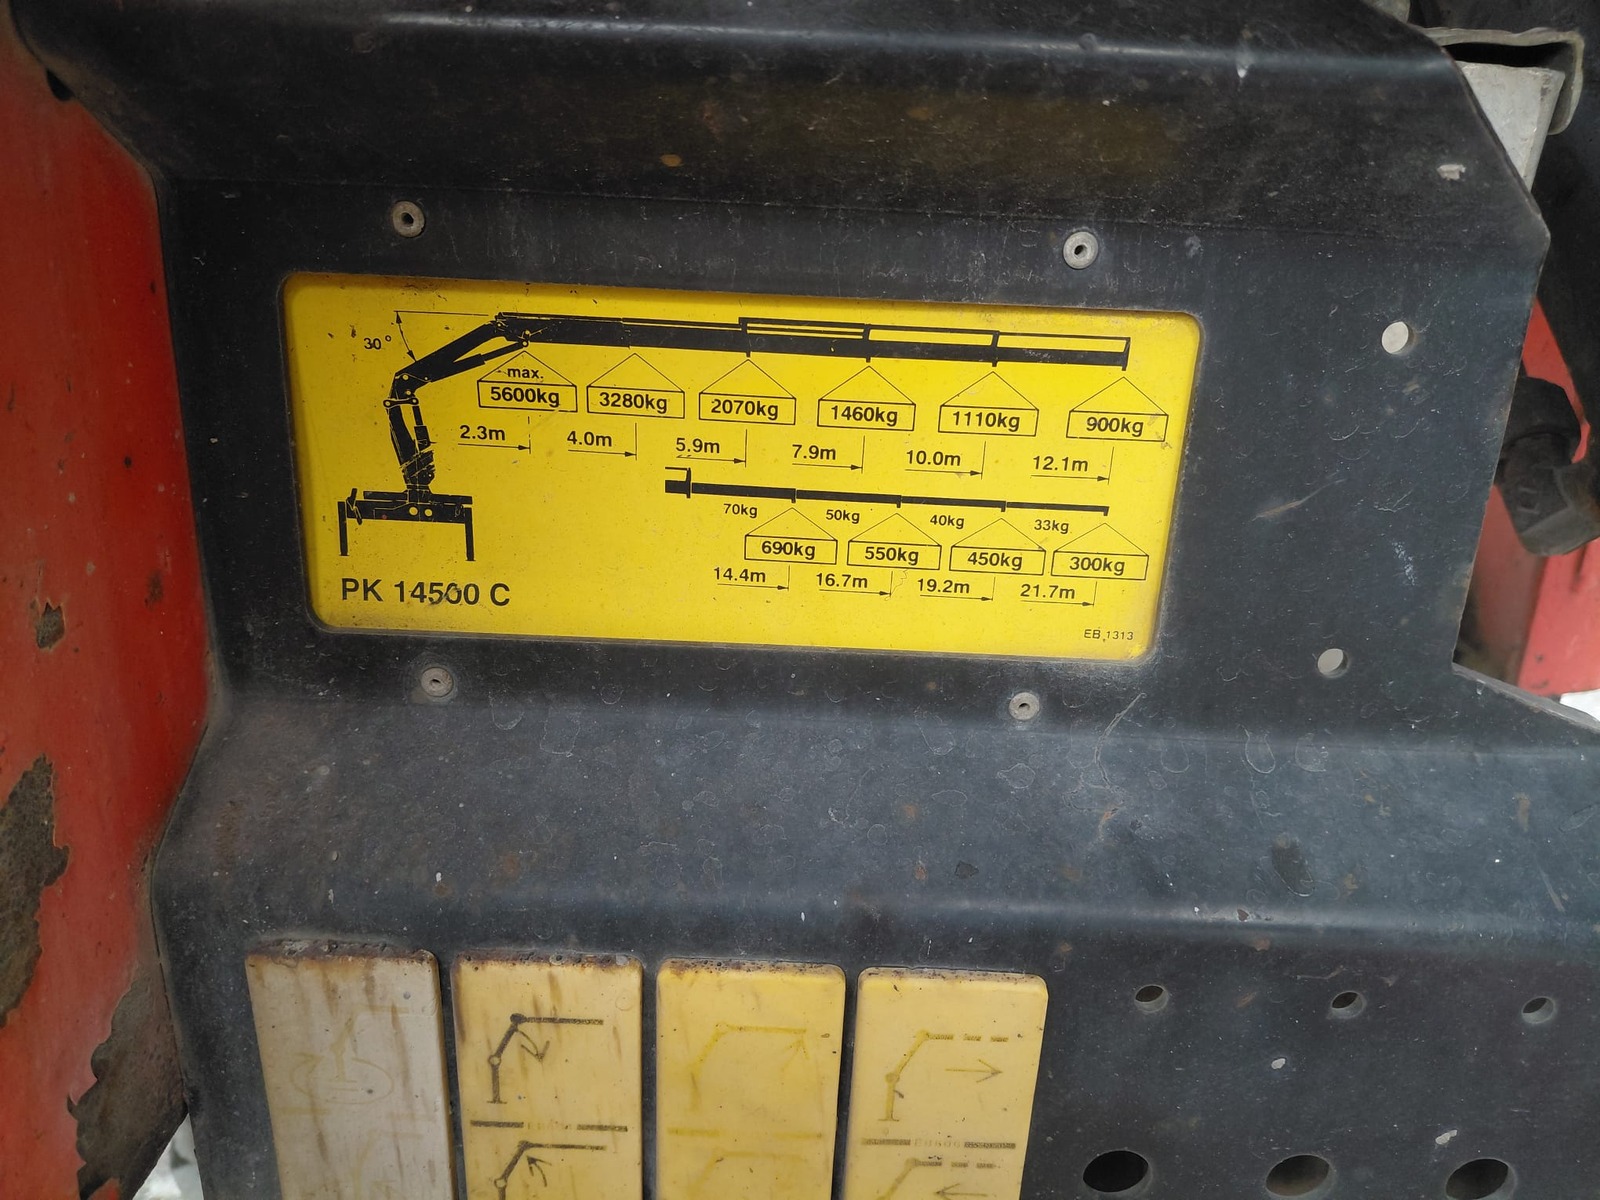 30°
max.
5600kg 3280kg 2070kg 1460kg 1110kg 900kg
2.3m 4.0m 5.9m 7.9m 10.0m 12.1m
70kg 50kg 40kg 33kg
690kg 550kg 450kg 300kg
14.4m 16.7m 19.2m 21.7m
PK 14500 C
EB 1313